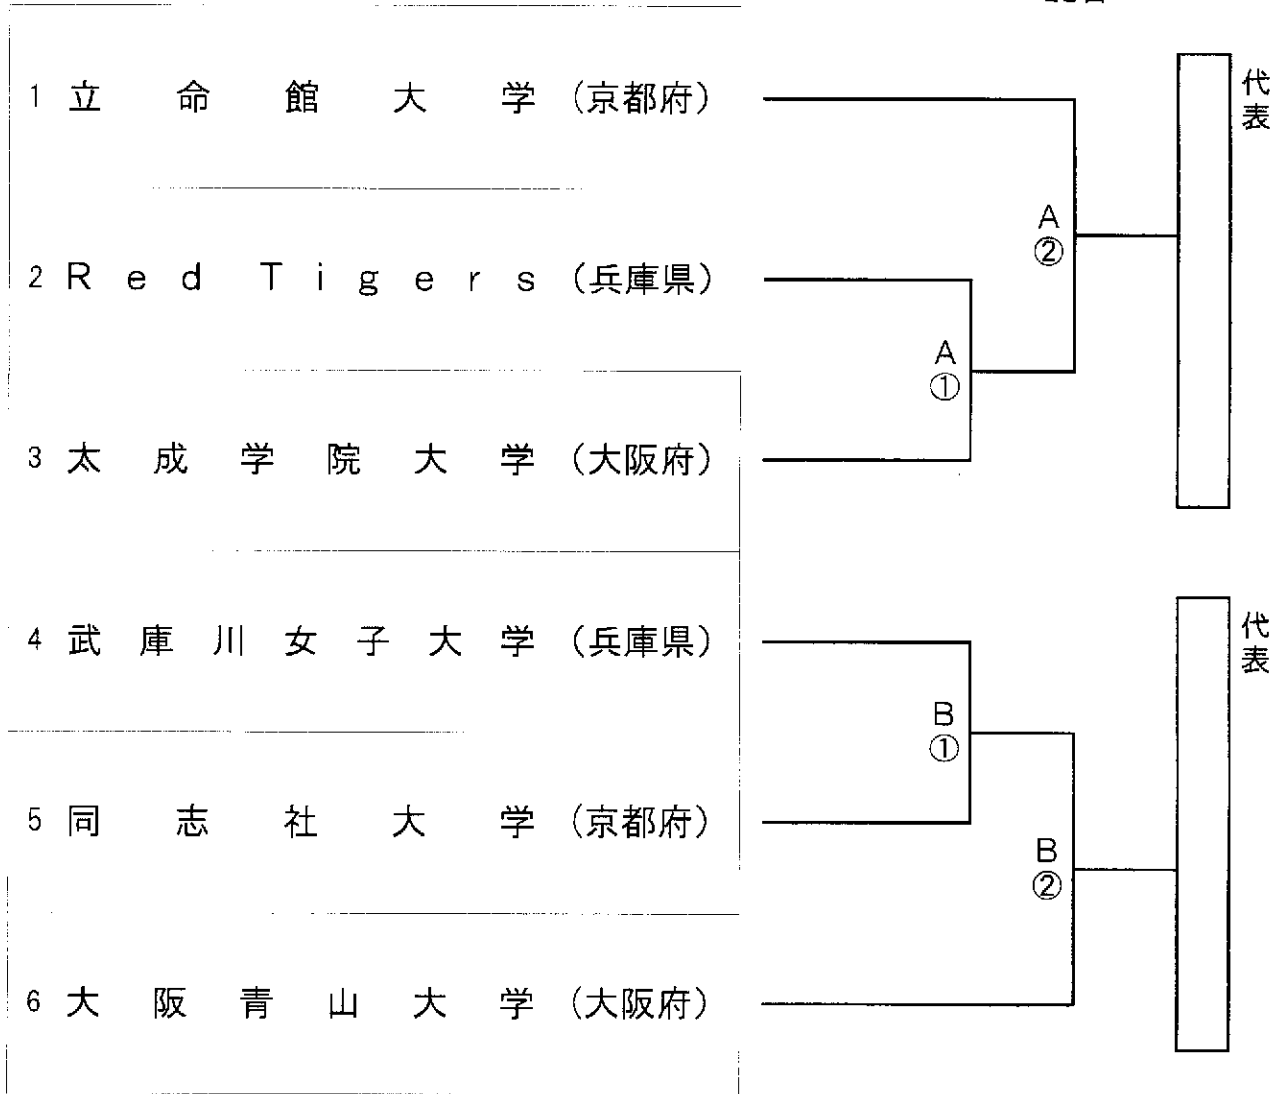 1 立命館大学(京都府)
2 Red Tigers(兵庫県)
3 太成学院大学(大阪府)
4 武庫川女子大学(兵庫県)
5 同志社大学(京都府)
6 大阪青山大学(大阪府)
A
②
A
①
B
①
B
②
代表
代表